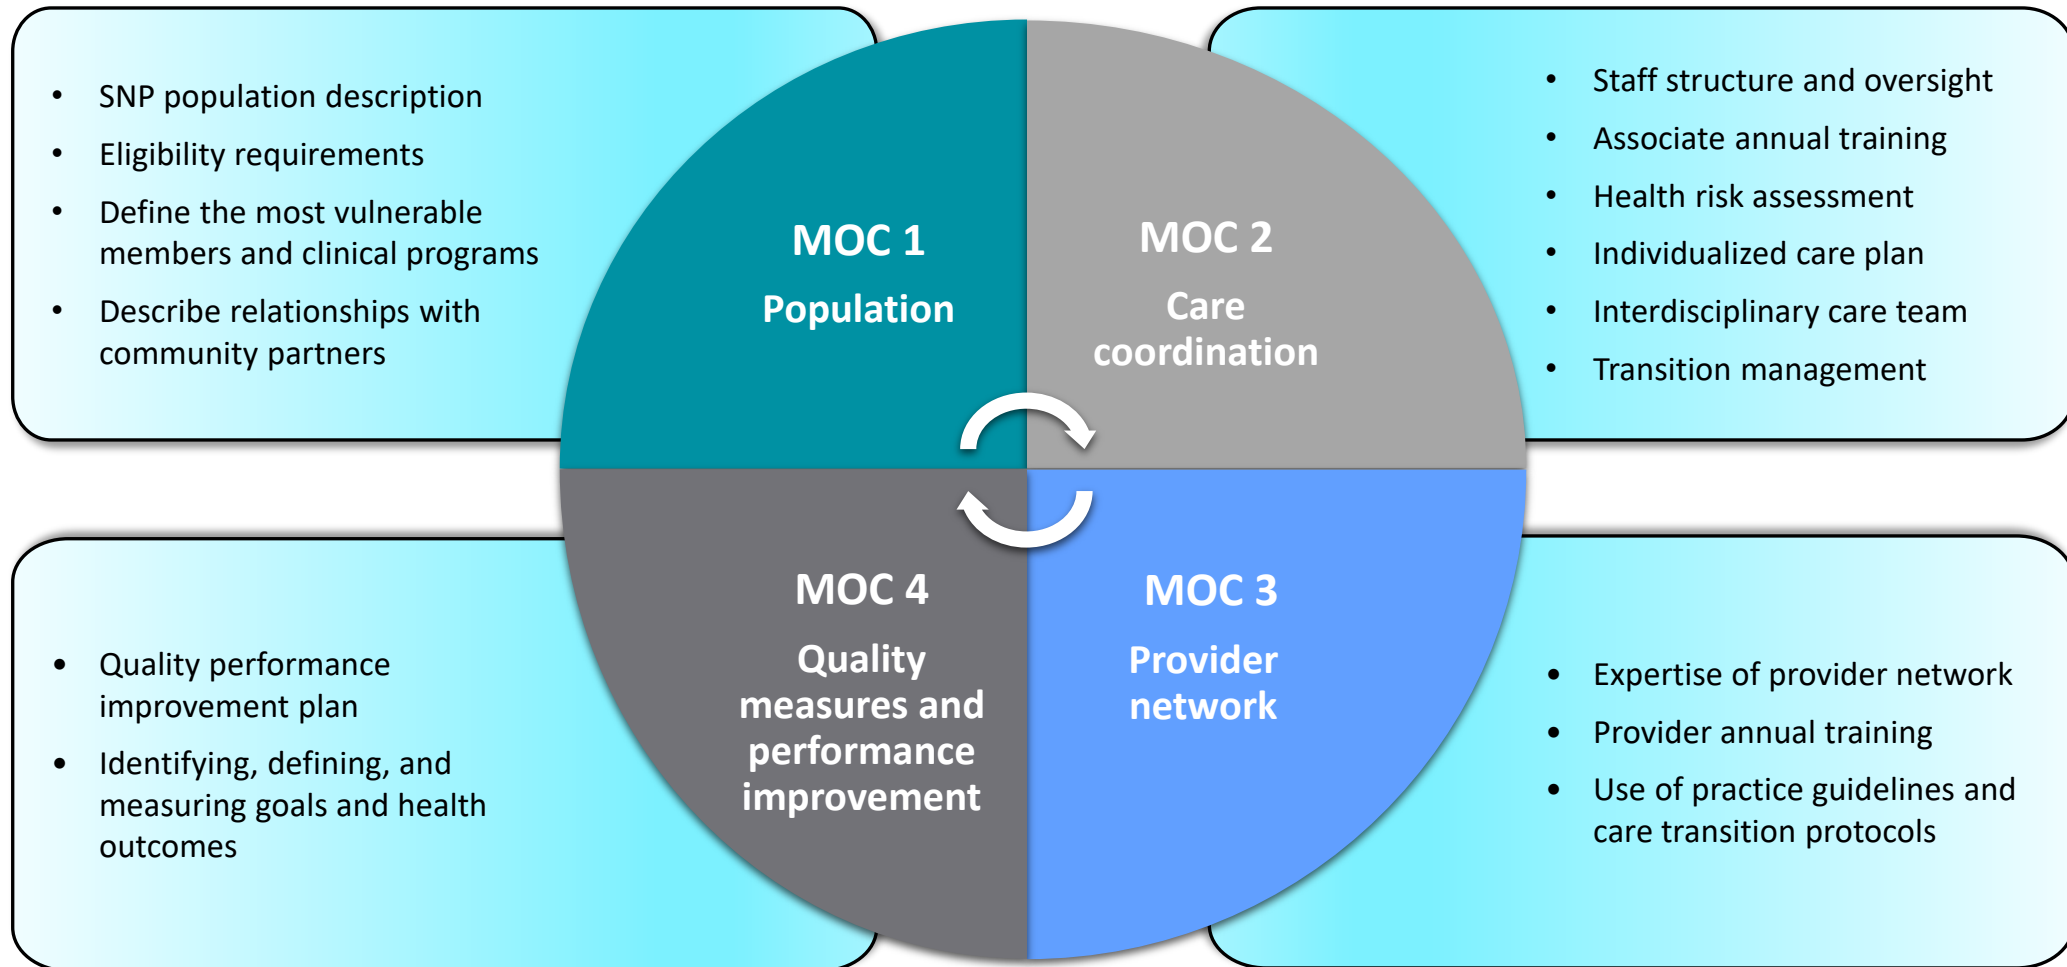 • SNP population description
• Eligibility requirements
• Define the most vulnerable
members and clinical programs
• Describe relationships with
community partners
MOC 1
Population
MOC 2
Care
coordination
• Staff structure and oversight
• Associate annual training
• Health risk assessment
• Individualized care plan
• Interdisciplinary care team
• Transition management
• Quality performance
improvement plan
• Identifying, defining, and
measuring goals and health
outcomes
MOC 4
Quality
measures and
performance
improvement
MOC 3
Provider
network
• Expertise of provider network
• Provider annual training
• Use of practice guidelines and
care transition protocols